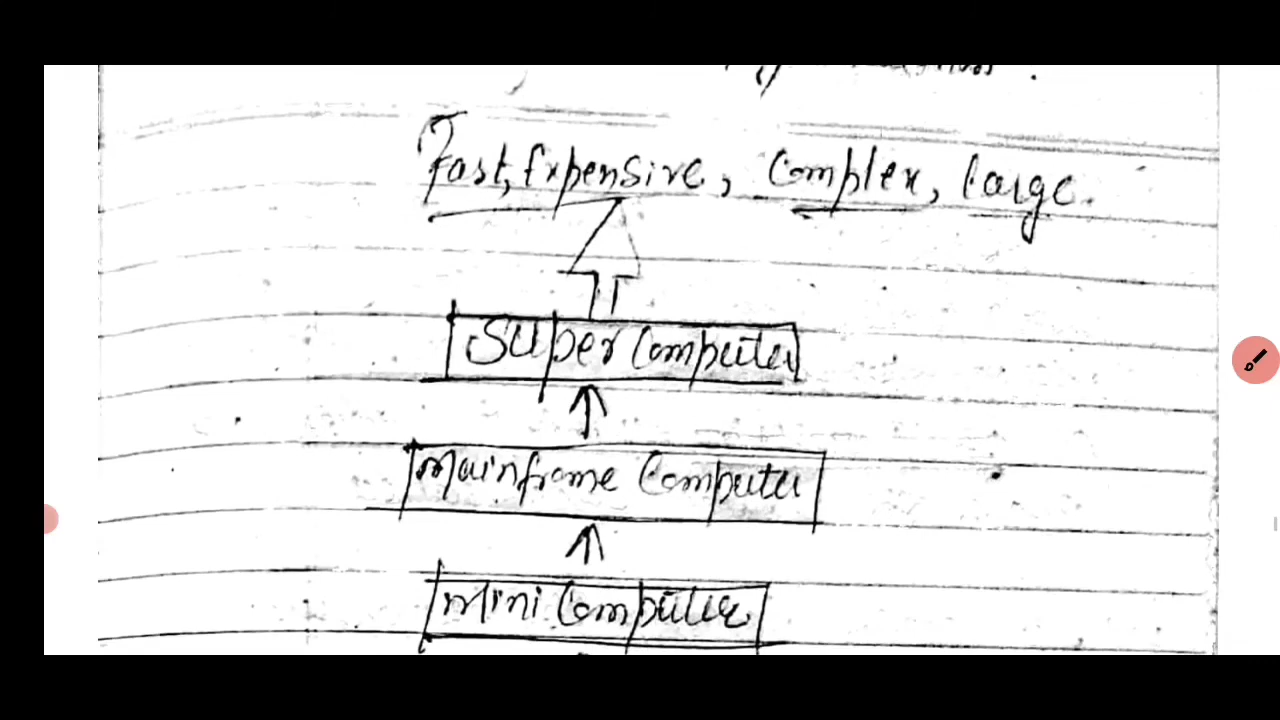 Fast, Expensive, Complex, large.
Super Computer
Mainframe Computer
Mini Computer